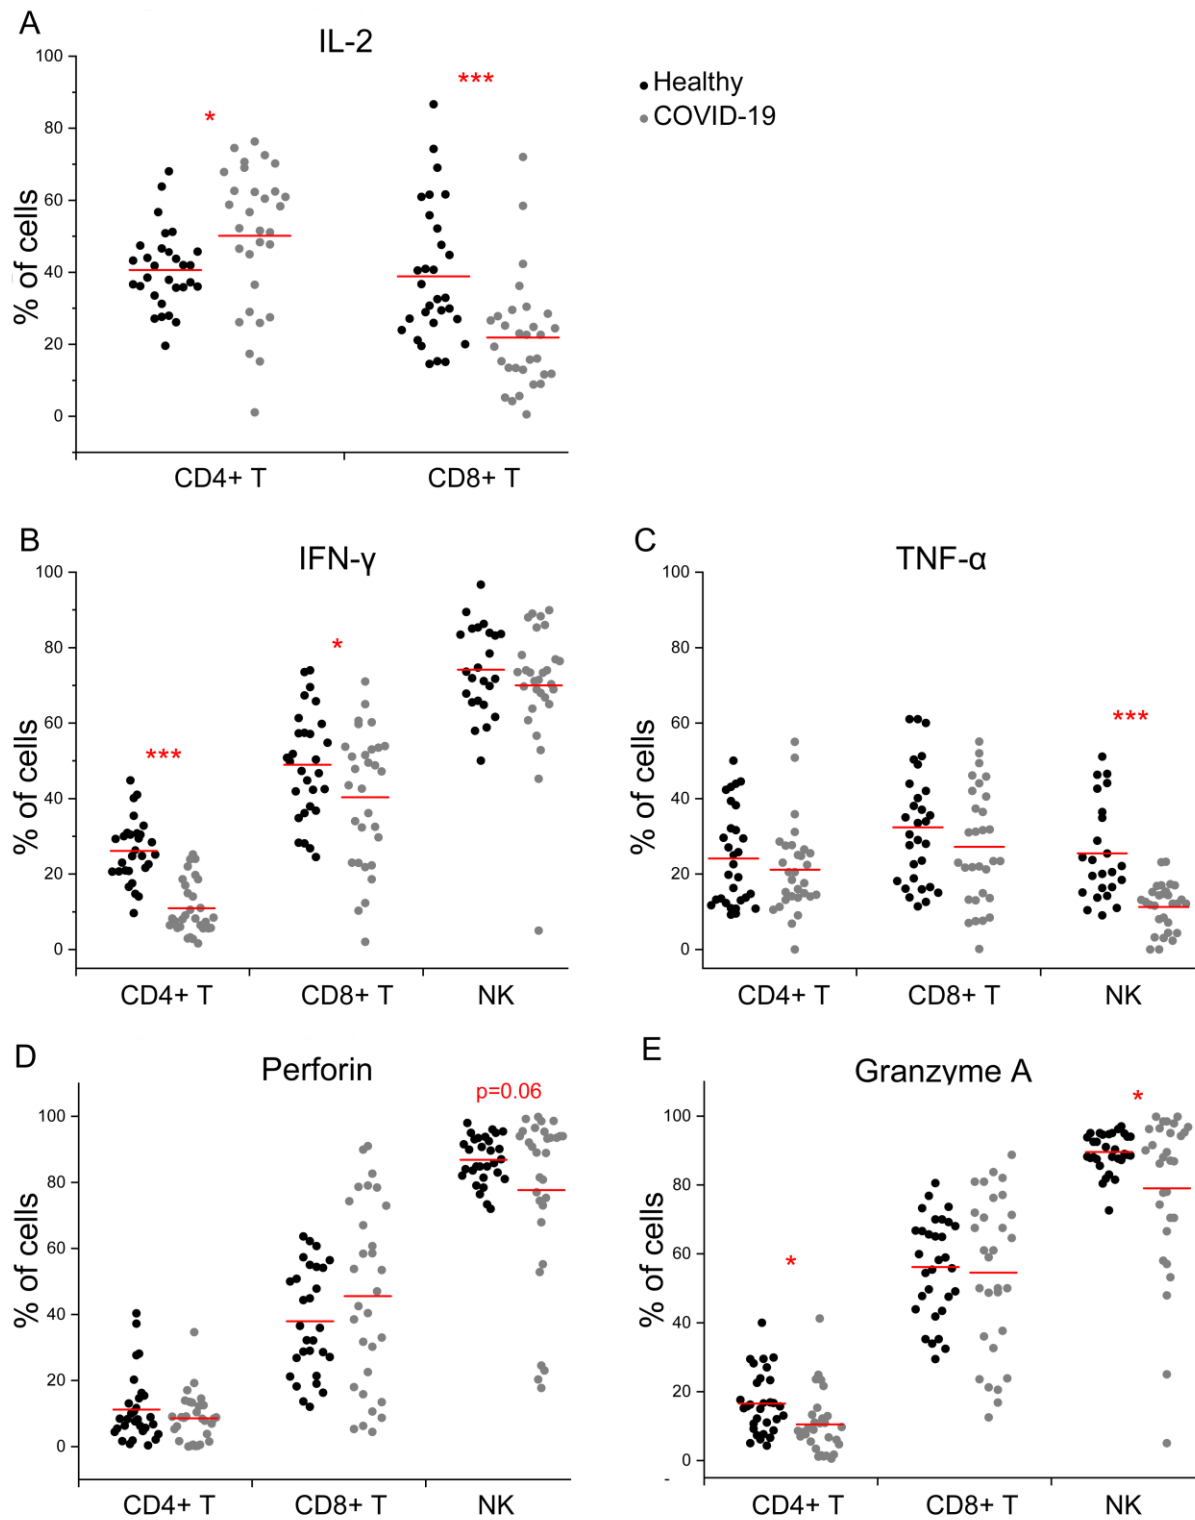 A
IL-2
Healthy
COVID-19
% of cells
100
80
60
40
20
0
*
***
CD4+ T
CD8+ T
B
IFN-γ
% of cells
100
80
60
40
20
0
***
*
CD4+ T
CD8+ T
NK
C
TNF-α
% of cells
100
80
60
40
20
0
***
CD4+ T
CD8+ T
NK
D
Perforin
p=0.06
% of cells
100
80
60
40
20
0
CD4+ T
CD8+ T
NK
E
Granzyme A
% of cells
100
80
60
40
20
0
-
*
*
CD4+ T
CD8+ T
NK